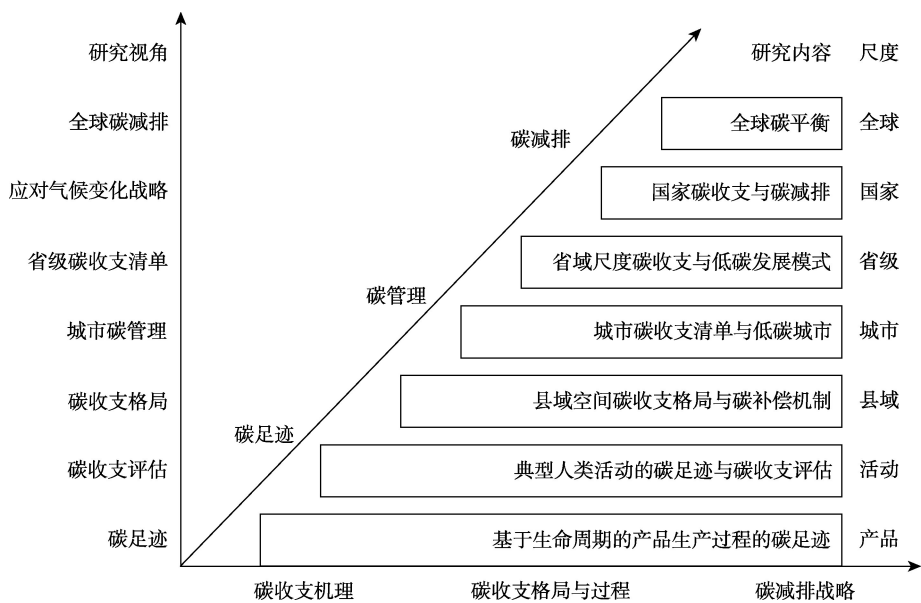 研究视角 研究内容 尺度
全球碳减排 全球碳平衡 全球
碳减排
应对气候变化战略 国家碳收支与碳减排 国家
省级碳收支清单 省域尺度碳收支与低碳发展模式 省级
碳管理
城市碳管理 城市碳收支清单与低碳城市 城市
碳收支格局 县域空间碳收支格局与碳补偿机制 县域
碳足迹
碳收支评估 典型人类活动的碳足迹与碳收支评估 活动
碳足迹 基于生命周期的产品生产过程的碳足迹 产品
碳收支机理 碳收支格局与过程 碳减排战略